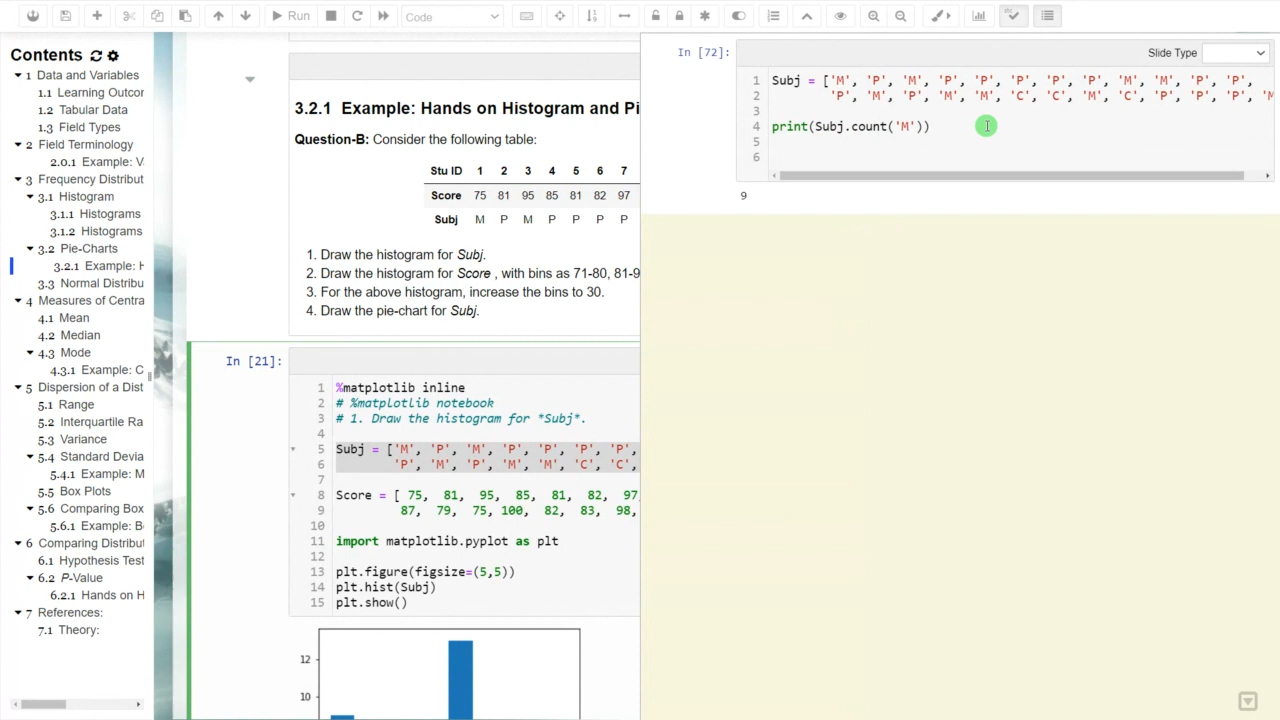 Run
Code
Contents
1 Data and Variables
1.1 Learning Outcor
1.2 Tabular Data
1.3 Field Types
2 Field Terminology
2.0.1 Example: V
3 Frequency Distribut
3.1 Histogram
3.1.1 Histograms
3.1.2 Histograms
3.2 Pie-Charts
3.2.1 Example: H
3.3 Normal Distribu
4 Measures of Centra
4.1 Mean
4.2 Median
4.3 Mode
4.3.1 Example: C
5 Dispersion of a Dist
5.1 Range
5.2 Interquartile Ra
5.3 Variance
5.4 Standard Devia
5.4.1 Example: M
5.5 Box Plots
5.6 Comparing Box
5.6.1 Example: B
6 Comparing Distribut
6.1 Hypothesis Test
6.2 P-Value
6.2.1 Hands on H
7 References:
7.1 Theory:
3.2.1 Example: Hands on Histogram and Pi
Question-B: Consider the following table:
Stu ID 1 2 3 4 5 6 7
Score 75 81 95 85 81 82 97
Subj M P M P P P P
1. Draw the histogram for Subj.
2. Draw the histogram for Score , with bins as 71-80, 81-9
3. For the above histogram, increase the bins to 30.
4. Draw the pie-chart for Subj.
In [21]:
1 %matplotlib inline
2 # %matplotlib notebook
3 # 1. Draw the histogram for *Subj*.
4
5 Subj = ['M', 'P', 'M', 'P', 'P', 'P', 'P',
6 'P', 'M', 'P', 'M', 'M', 'C', 'C',
7
8 Score = [ 75, 81, 95, 85, 81, 82, 97,
9 87, 79, 75, 100, 82, 83, 98,
10
11 import matplotlib.pyplot as plt
12
13 plt.figure(figsize=(5,5))
14 plt.hist(Subj)
15 plt.show()
12
10
In [72]:
Slide Type
1 Subj = ['M', 'P', 'M', 'P', 'P', 'P', 'P', 'P', 'M', 'M', 'P', 'P',
2 'P', 'M', 'P', 'M', 'M', 'C', 'C', 'M', 'C', 'P', 'P', 'P', 'M
3
4 print(Subj.count('M'))
5
6
9